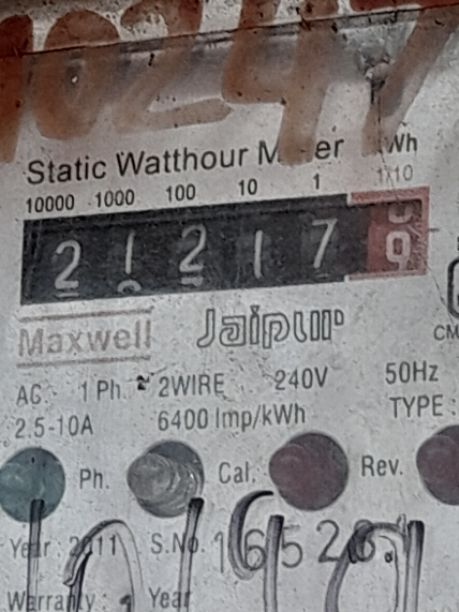 10247
Static Watthour Meter kWh
10000 1000 100 10 1 1/10
2 1 2 1 7 9
Maxwell Jaipur
AC 1 Ph. 2WIRE 240V 50Hz
2.5-10A 6400 Imp/kWh TYPE :
Ph. Cal. Rev.
Year : 2011 S.No. 16528
Warranty : Year